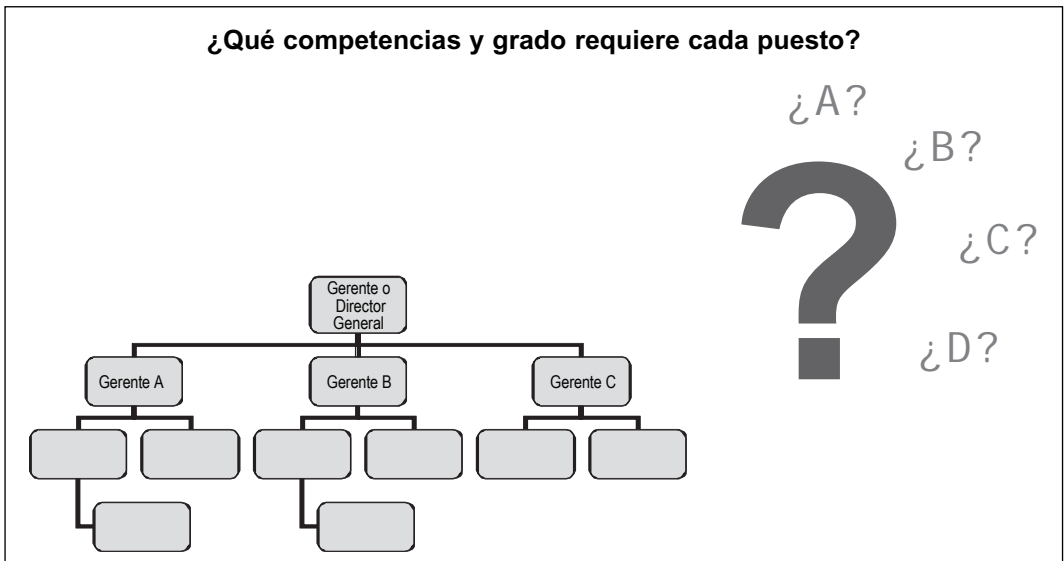 ¿Qué competencias y grado requiere cada puesto?
¿A?
¿B?
¿C?
¿D?
?
Gerente o
Director
General
Gerente A
Gerente B
Gerente C